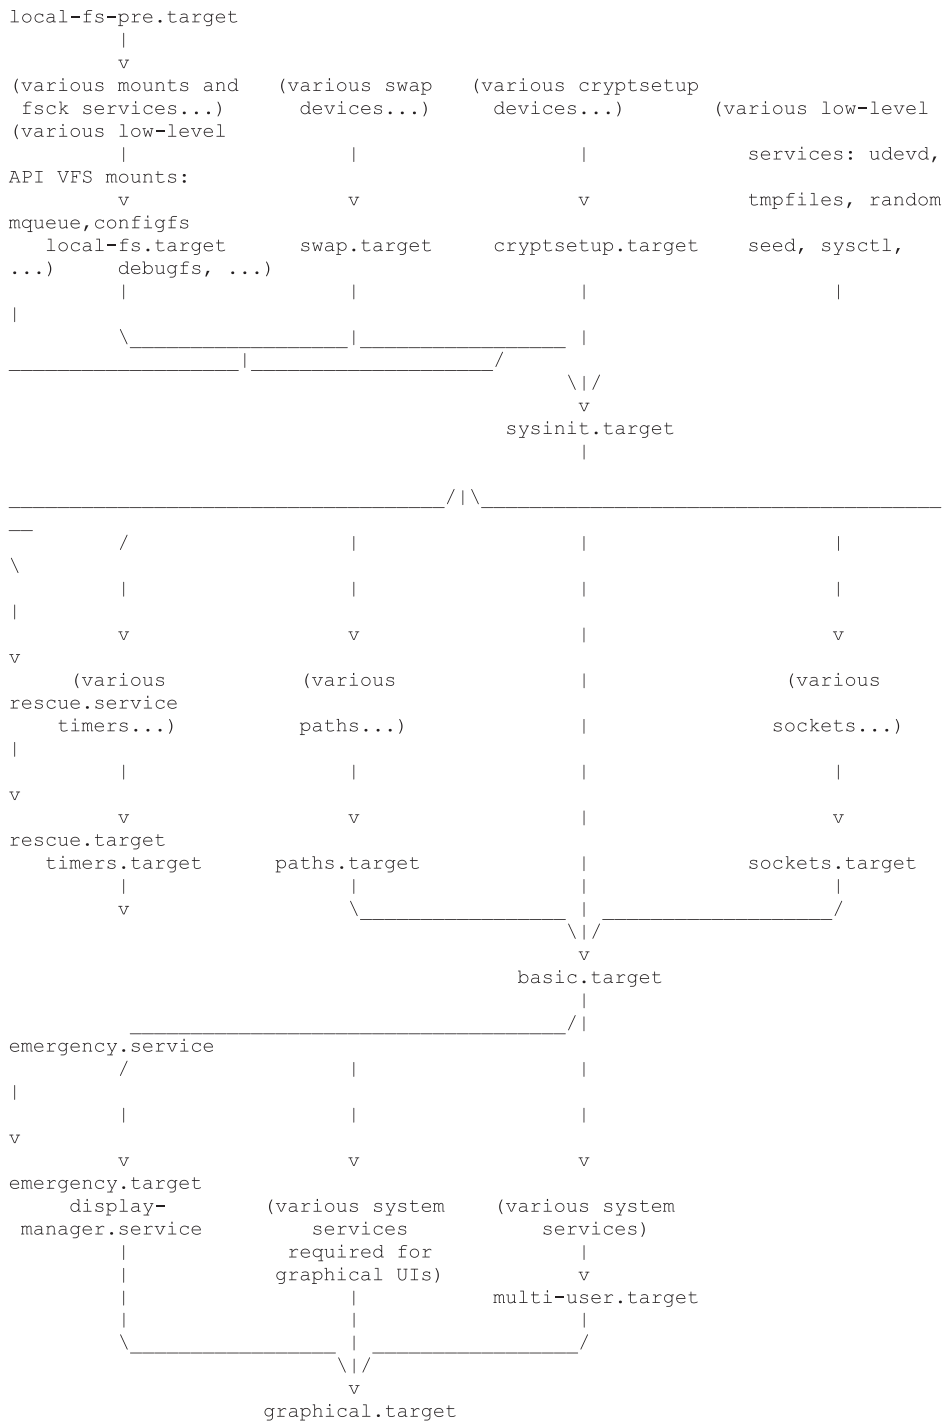 local-fs-pre.target
         |
         v
(various mounts and   (various swap   (various cryptsetup
 fsck services...)      devices...)     devices...)        (various low-level
(various low-level
         |                  |                  |             services: udevd,
API VFS mounts:
         v                  v                  v             tmpfiles, random
mqueue,configfs
   local-fs.target      swap.target     cryptsetup.target    seed, sysctl,
...)     debugfs, ...)
         |                  |                  |                    |
|
         \__________________|_________________ |
___________________|____________________/
                                              \|/
                                               v
                                        sysinit.target
                                               |
____________________________________/|\______________________________________
__
         /                  |                  |                    |
\
         |                  |                  |                    |
|
         v                  v                  |                    v
v
     (various           (various               |                (various
rescue.service
    timers...)          paths...)              |               sockets...)
|
         |                  |                  |                    |
v
         v                  v                  |                    v
rescue.target
   timers.target      paths.target             |             sockets.target
         |                  |                  |                    |
         v                  \_________________ | ___________________/
                                              \|/
                                               v
                                         basic.target
                                               |
          ____________________________________/|
emergency.service
         /                  |                  |
|
         |                  |                  |
v
         v                  v                  v
emergency.target
     display-        (various system    (various system
 manager.service         services           services)
         |             required for            |
         |            graphical UIs)           v
         |                  |           multi-user.target
         |                  |                  |
         \_________________ | _________________/
                           \|/
                            v
                     graphical.target